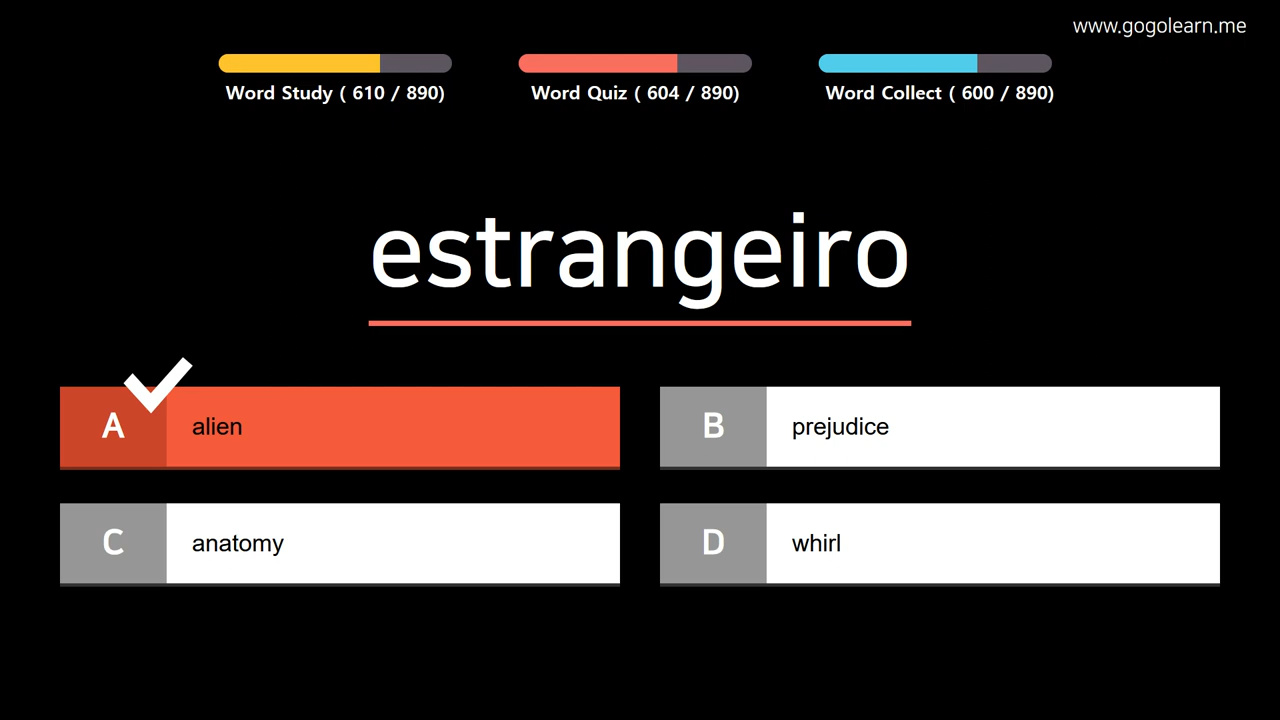 www.gogolearn.me
Word Study ( 610 / 890)
Word Quiz ( 604 / 890)
Word Collect ( 600 / 890)
estrangeiro
A alien
B prejudice
C anatomy
D whirl